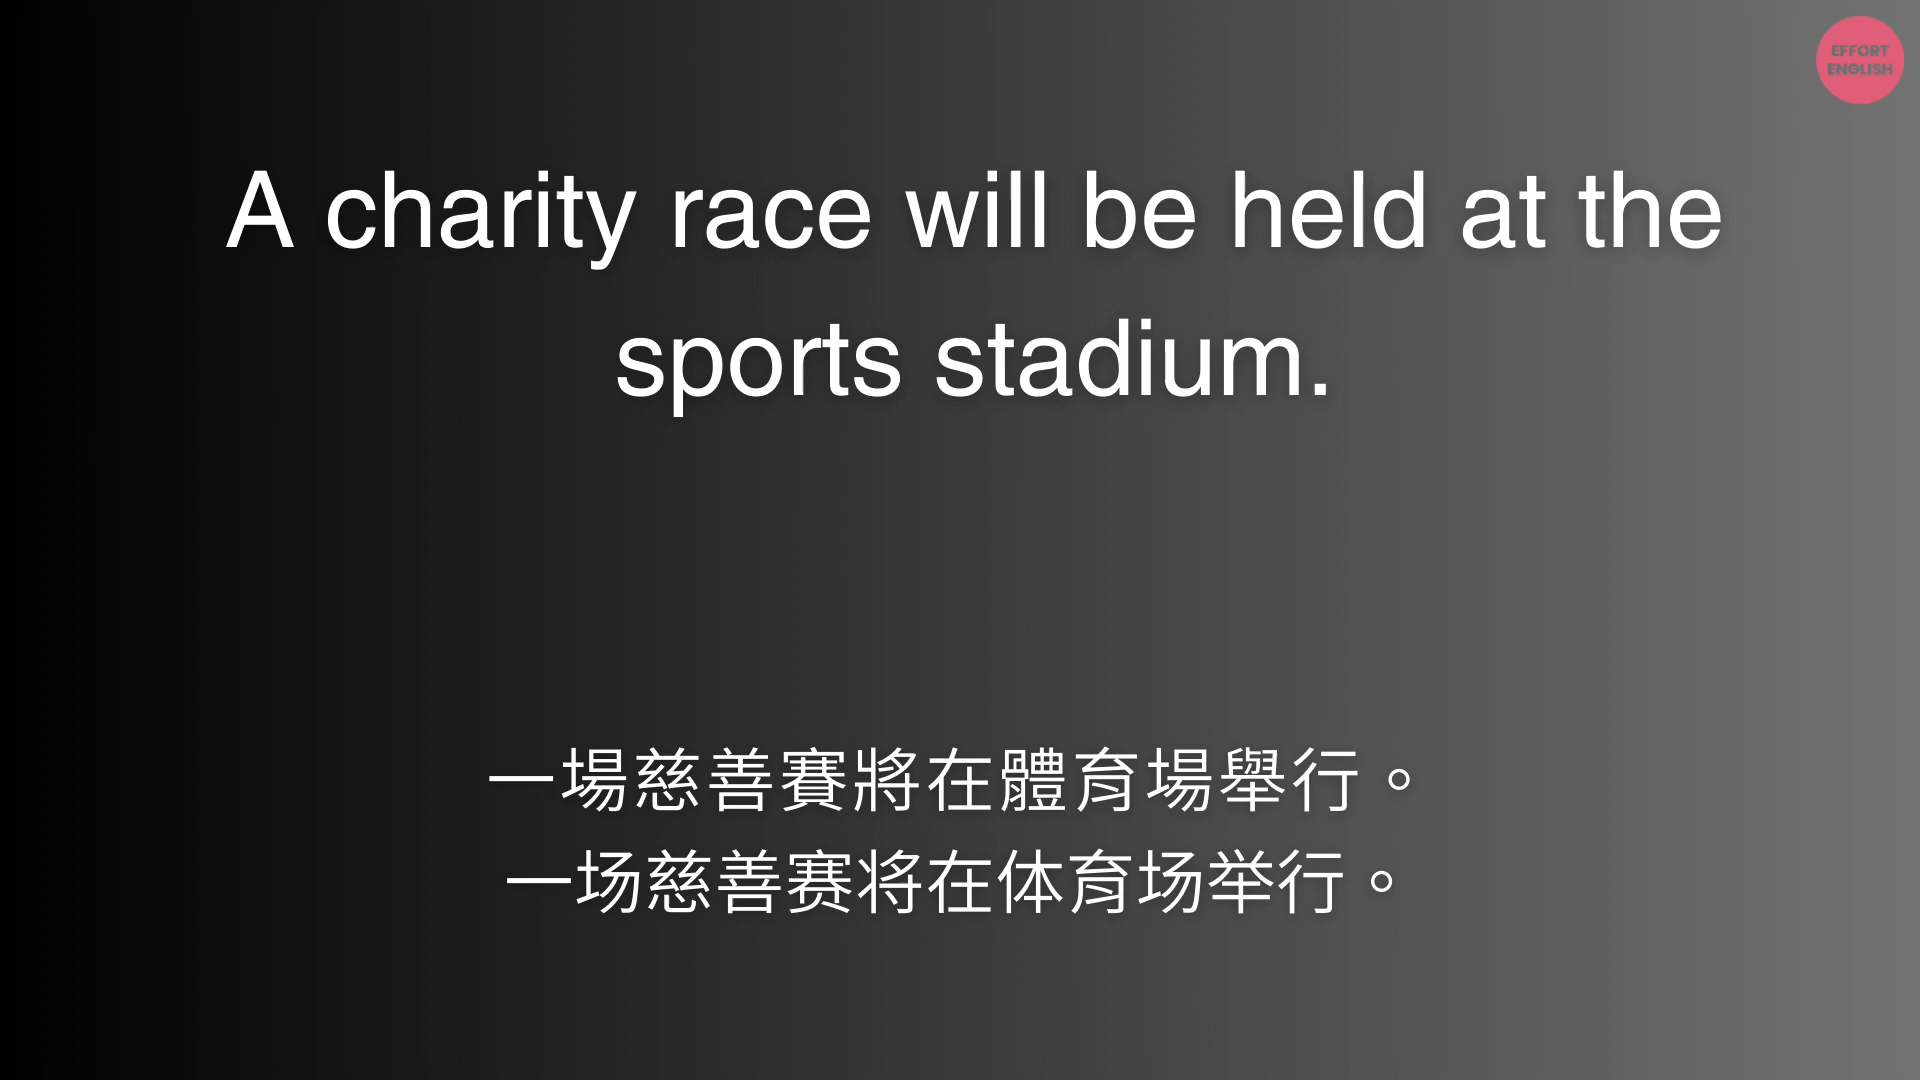 EFFORT
ENGLISH
A charity race will be held at the
sports stadium.
一場慈善賽將在體育場舉行。
一场慈善赛将在体育场举行。